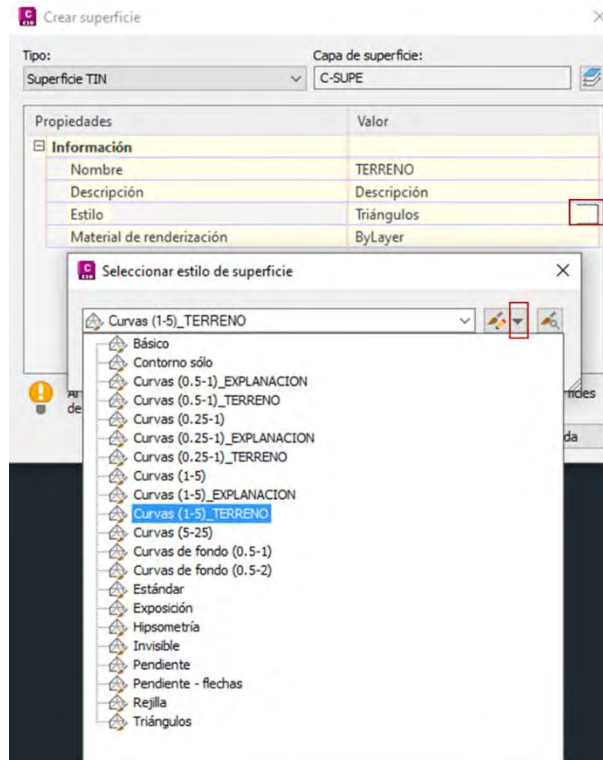 Crear superficie
Tipo: Capa de superficie:
Superficie TIN C-SUPE
Propiedades Valor
Información
Nombre TERRENO
Descripción Descripción
Estilo Triángulos
Material de renderización ByLayer
Seleccionar estilo de superficie
Curvas (1-5)_TERRENO
Básico
Contorno sólo
Curvas (0.5-1)_EXPLANACION
Curvas (0.5-1)_TERRENO
Curvas (0.25-1)
Curvas (0.25-1)_EXPLANACION
Curvas (0.25-1)_TERRENO
Curvas (1-5)
Curvas (1-5)_EXPLANACION
Curvas (1-5)_TERRENO
Curvas (5-25)
Curvas de fondo (0.5-1)
Curvas de fondo (0.5-2)
Estándar
Exposición
Hipsometría
Invisible
Pendiente
Pendiente - flechas
Rejilla
Triángulos